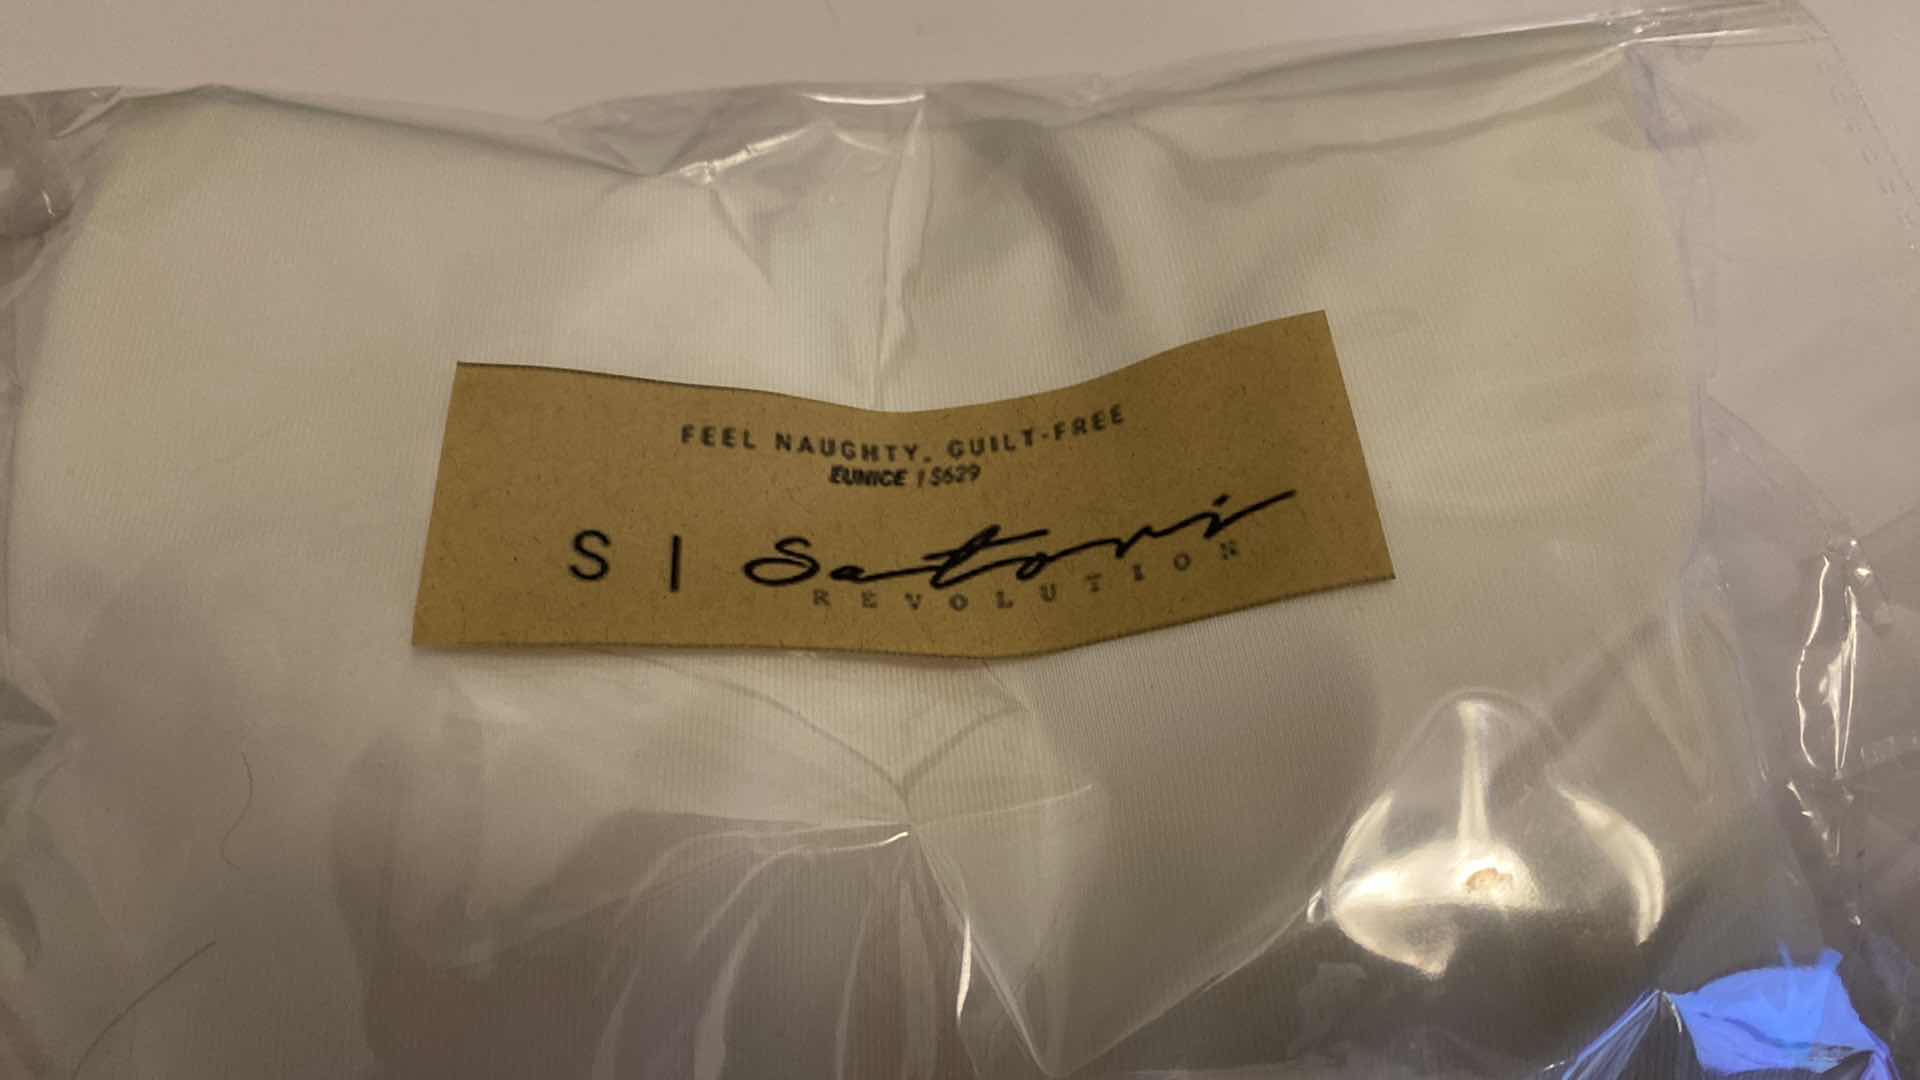 FEEL NAUGHTY. GUILT-FREE
EUNICE | S629
S | Satori
REVOLUTION